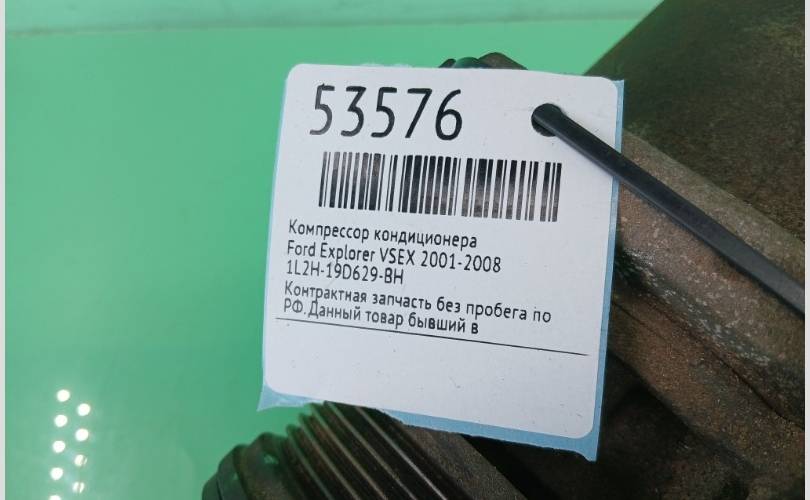 53576
Компрессор кондиционера
Ford Explorer VSEX 2001-2008
1L2H-19D629-BH
Контрактная запчасть без пробега по
РФ.Данный товар бывший в